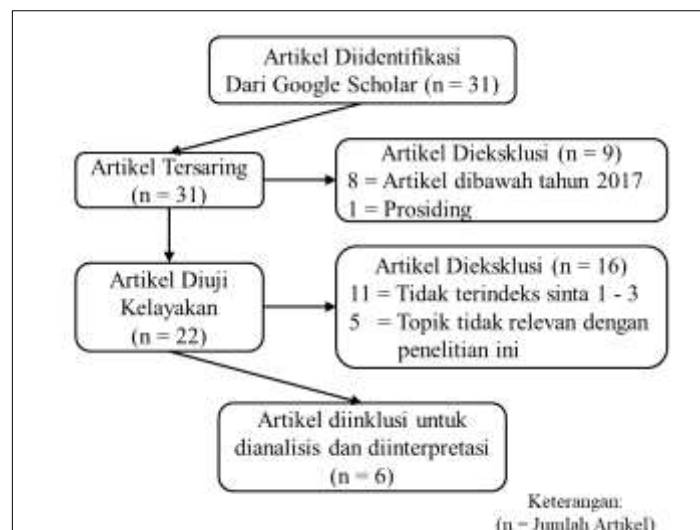 Artikel Diidentifikasi
Dari Google Scholar (n = 31)
Artikel Tersaring
(n = 31)
Artikel Dieksklusi (n = 9)
8 = Artikel dibawah tahun 2017
1 = Prosiding
Artikel Diuji
Kelayakan
(n = 22)
Artikel Dieksklusi (n = 16)
11 = Tidak terindeks sinta 1 - 3
5 = Topik tidak relevan dengan
penelitian ini
Artikel diinklusi untuk
dianalisis dan diinterpretasi
(n = 6)
Keterangan:
(n = Jumlah Artikel)